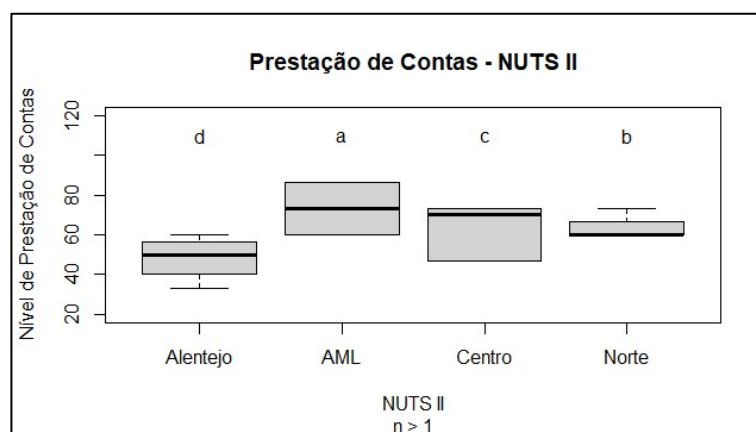 Prestação de Contas - NUTS II
Nível de Prestação de Contas
120
80
60
40
20
d a c b
Alentejo AML Centro Norte
NUTS II
n > 1